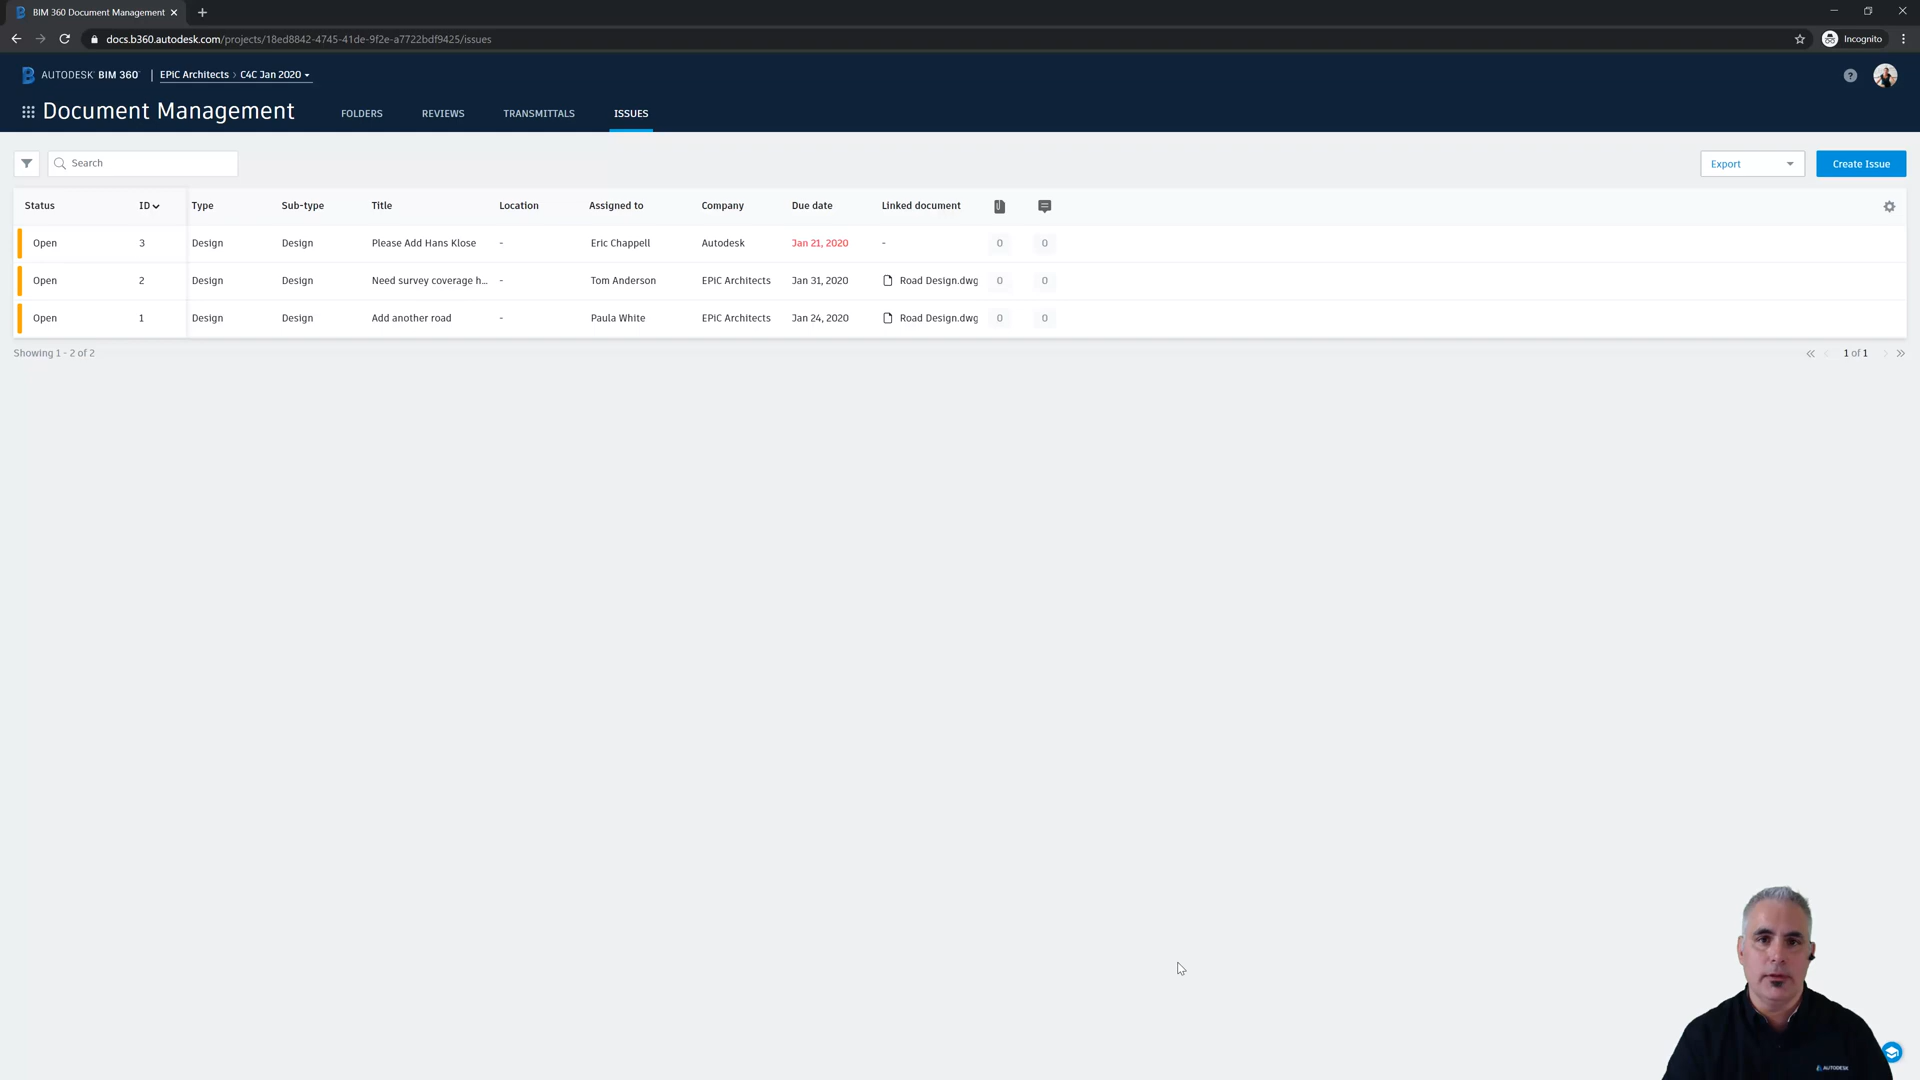 BIM 360 Document Management
docs.b360.autodesk.com/projects/18ed8842-4745-41de-9f2e-a7722bdf9425/issues
Incognito
AUTODESK® BIM 360® | EPiC Architects > C4C Jan 2020
Document Management FOLDERS REVIEWS TRANSMITTALS ISSUES
Search Export Create Issue
Status ID Type Sub-type Title Location Assigned to Company Due date Linked document
Open 3 Design Design Please Add Hans Klose - Eric Chappell Autodesk Jan 21, 2020 - 0 0
Open 2 Design Design Need survey coverage h... - Tom Anderson EPiC Architects Jan 31, 2020 Road Design.dwg 0 0
Open 1 Design Design Add another road - Paula White EPiC Architects Jan 24, 2020 Road Design.dwg 0 0
Showing 1 - 2 of 2 1 of 1
AUTODESK